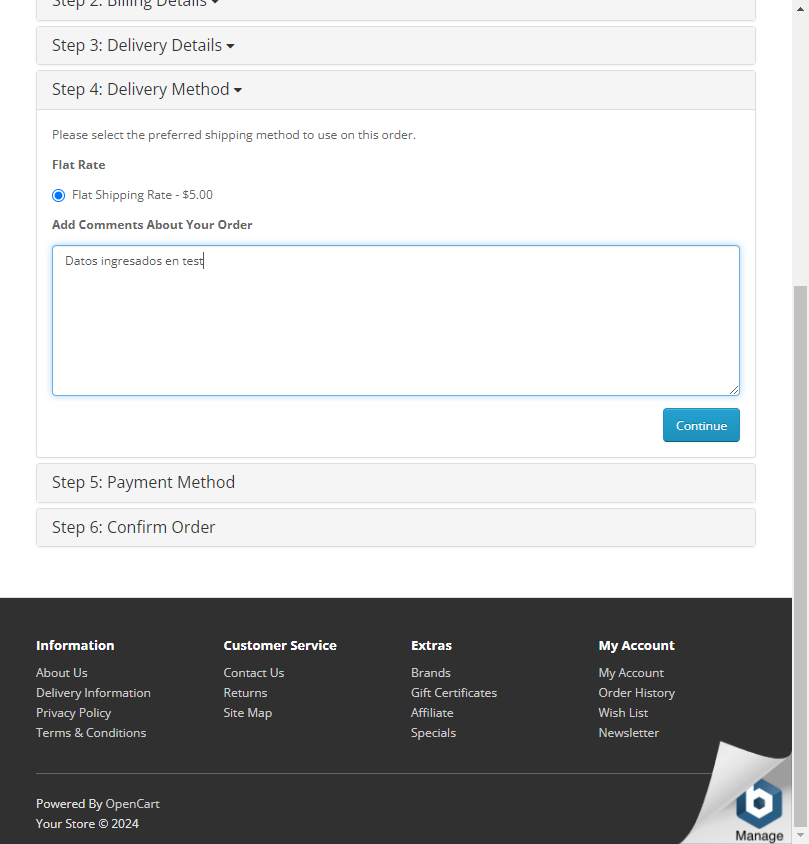 Step 2: Billing Details
Step 3: Delivery Details
Step 4: Delivery Method
Please select the preferred shipping method to use on this order.
Flat Rate
Flat Shipping Rate - $5.00
Add Comments About Your Order
Datos ingresados en test
Continue
Step 5: Payment Method
Step 6: Confirm Order
Information
About Us
Delivery Information
Privacy Policy
Terms & Conditions
Customer Service
Contact Us
Returns
Site Map
Extras
Brands
Gift Certificates
Affiliate
Specials
My Account
My Account
Order History
Wish List
Newsletter
Powered By OpenCart
Your Store © 2024
b
Manage